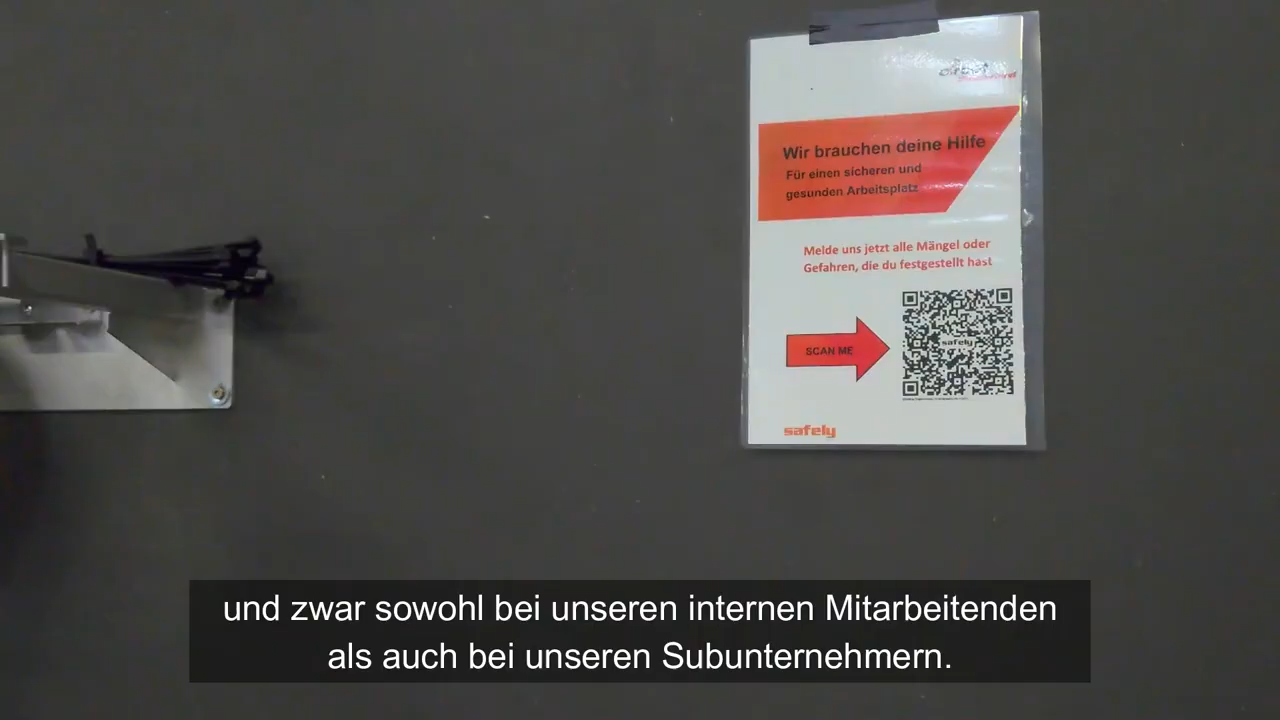 Wir brauchen deine Hilfe
Für einen sicheren und
gesunden Arbeitsplatz
Melde uns jetzt alle Mängel oder
Gefahren, die du festgestellt hast
SCAN ME
safely
safely
und zwar sowohl bei unseren internen Mitarbeitenden
als auch bei unseren Subunternehmern.